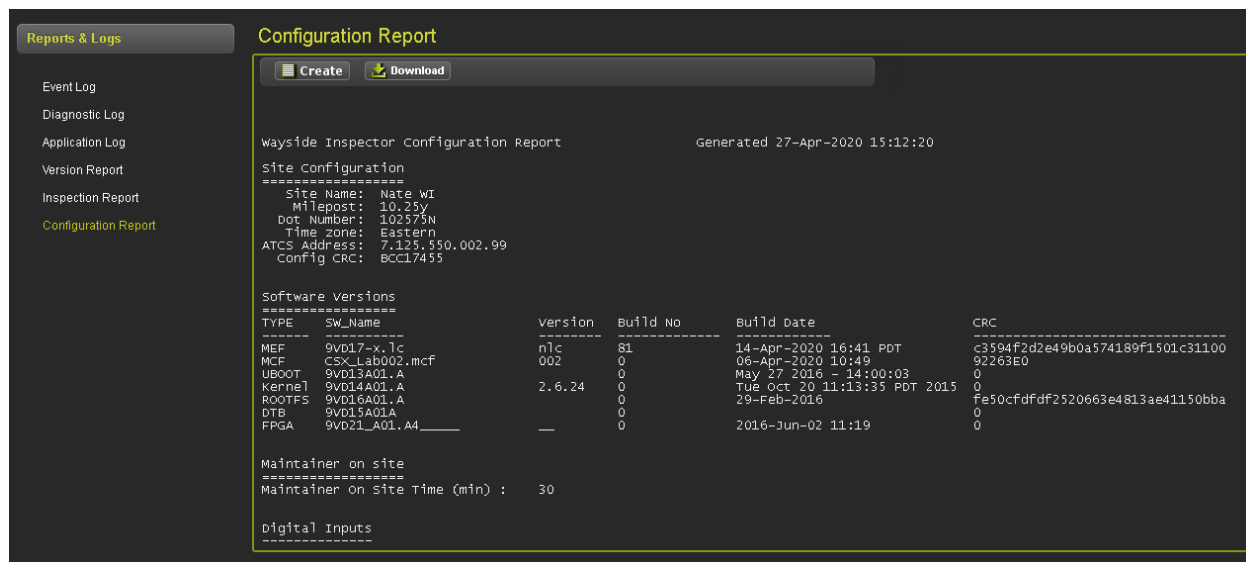 Reports & Logs
Event Log
Diagnostic Log
Application Log
Version Report
Inspection Report
Configuration Report
Configuration Report
Create Download
Wayside Inspector Configuration Report Generated 27-Apr-2020 15:12:20
Site Configuration
==================
Site Name: Nate WI
Milepost: 10.25y
Dot Number: 102575N
Time zone: Eastern
ATCS Address: 7.125.550.002.99
Config CRC: BCC17455
Software Versions
=================
TYPE SW_Name Version Build No Build Date CRC
------ ---------- -------- ------------- ------------ --------------------------------
MEF 9VD17-x.lc nlc 81 14-Apr-2020 16:41 PDT c3594f2d2e49b0a574189f1501c31100
MCF CSX_Lab002.mcf 002 0 06-Apr-2020 10:49 92263E0
UBOOT 9VD13A01.A 0 May 27 2016 - 14:00:03 0
Kernel 9VD14A01.A 2.6.24 0 Tue Oct 20 11:13:35 PDT 2015 0
ROOTFS 9VD16A01.A 0 29-Feb-2016 fe50cfdfdf2520663e4813ae41150bba
DTB 9VD15A01A 0 0
FPGA 9VD21_A01.A4_____ __ 0 2016-Jun-02 11:19 0
Maintainer on site
==================
Maintainer On Site Time (min) : 30
Digital Inputs
--------------